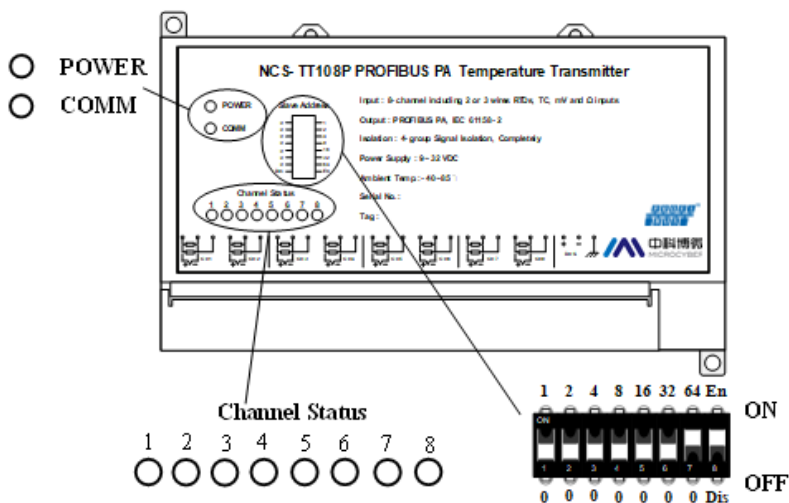 POWER
COMM
NCS-TT108P PROFIBUS PA Temperature Transmitter
POWER
COMM
Slave Address
Input : 8-channel including 2 or 3 wires RTDs, TC, mV and Ω inputs
Output : PROFIBUS PA, IEC 61158-2
Isolation : 4-group Signal Isolation, Completely
Power Supply : 9~32 VDC
Ambient Temp.:-40~85
Serial No. :
Tag :
Channel Status
1 2 3 4 5 6 7 8
中科博微
MICROCYBER
Channel Status
1 2 3 4 5 6 7 8
1 2 4 8 16 32 64 En
ON
ON
1 2 3 4 5 6 7 8
OFF
0 0 0 0 0 0 0 Dis